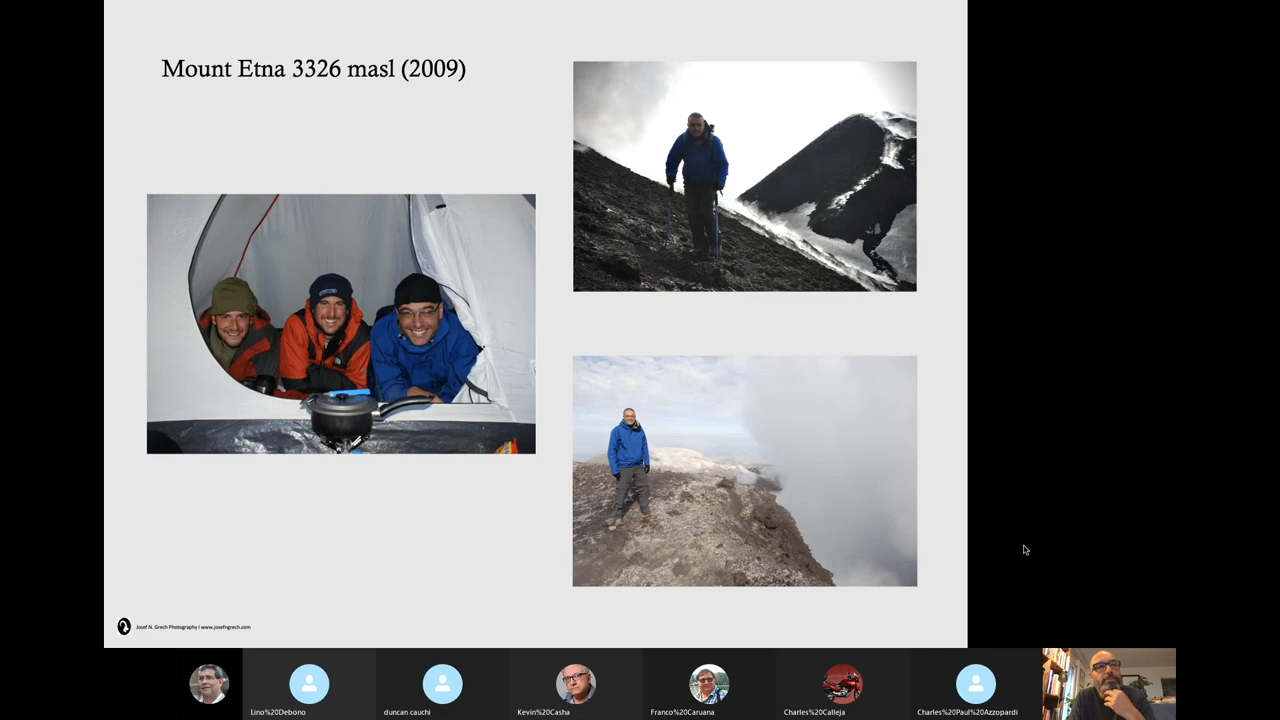 Mount Etna 3326 masl (2009)
Josef N. Grech Photography I www.josefngrech.com
Lino%20Debono
duncan cauchi
Kevin%20Casha
Franco%20Caruana
Charles%20Calleja
Charles%20Paul%20Azzopardi